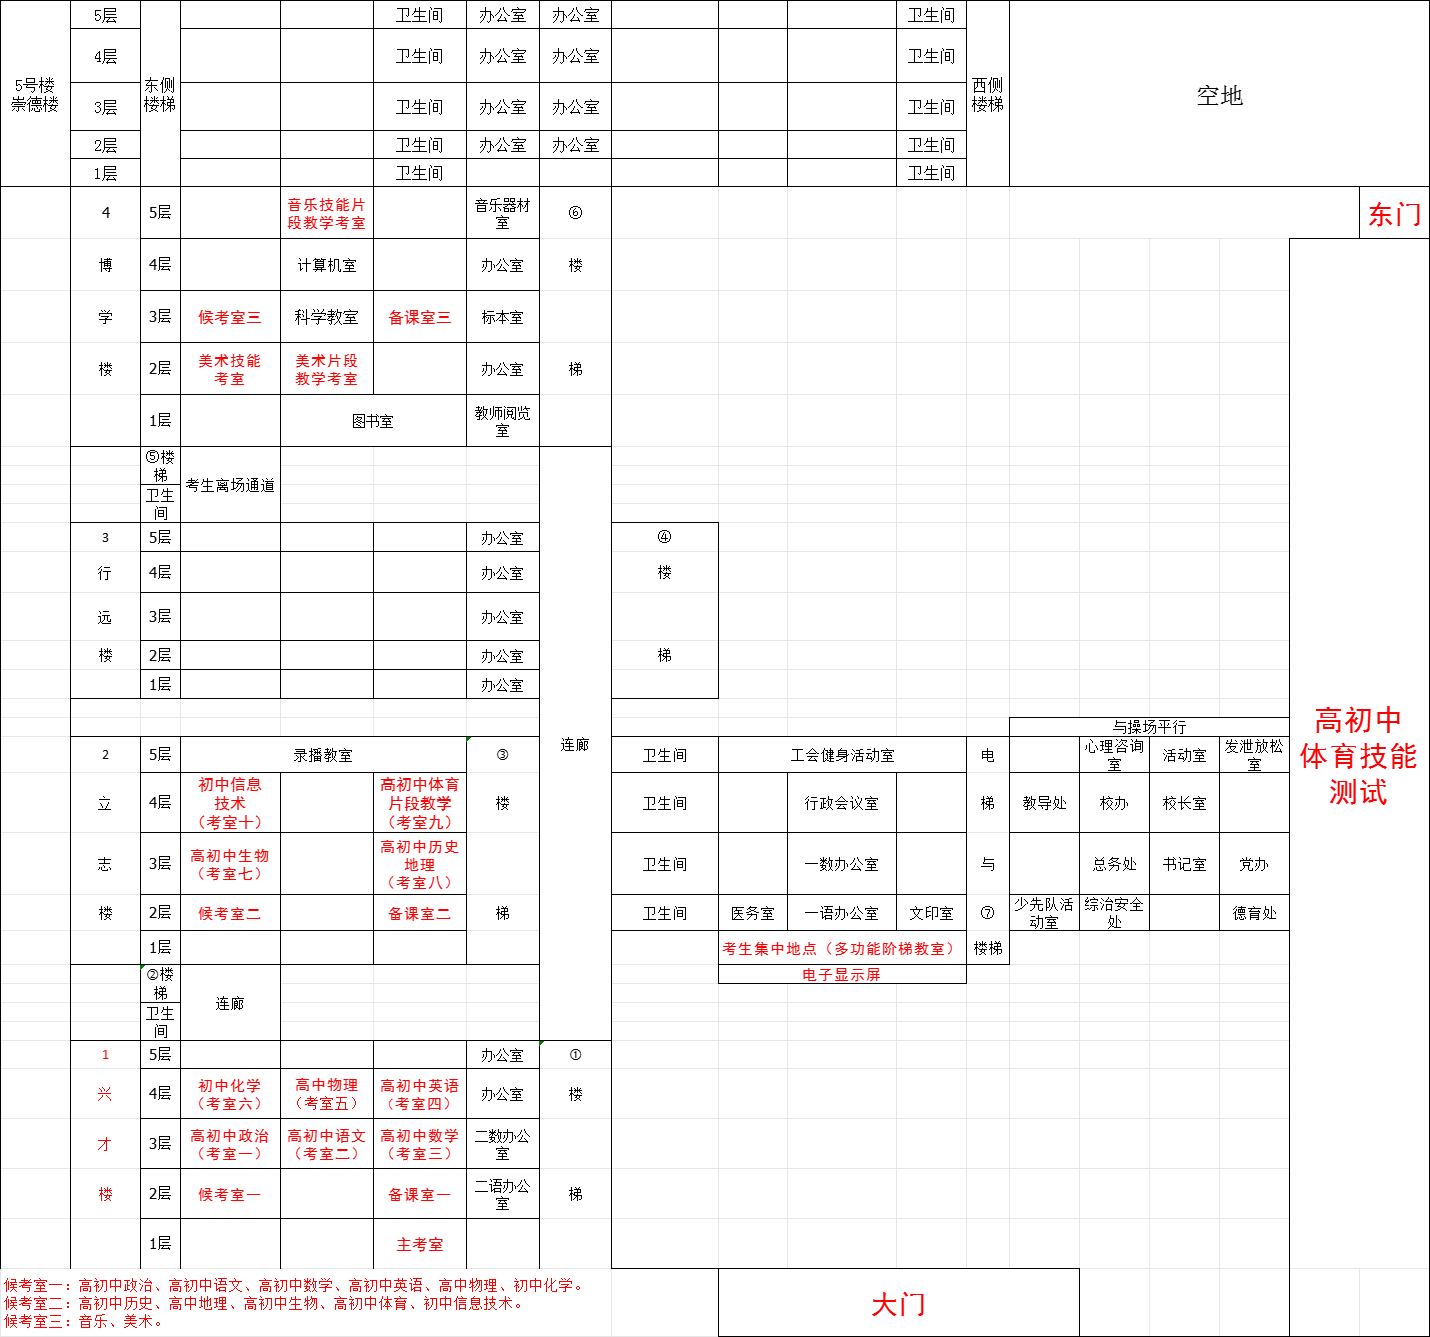 5层 卫生间 办公室 办公室 卫生间
4层 卫生间 办公室 办公室 卫生间
5号楼
崇德楼
东侧
楼梯
西侧
楼梯
空地
3层 卫生间 办公室 办公室 卫生间
2层 卫生间 办公室 办公室 卫生间
1层 卫生间 卫生间
4 5层 音乐技能片
段教学考室
音乐器材
室
⑥ 东门
博 4层 计算机室 办公室 楼
学 3层 候考室三 科学教室 备课室三 标本室
楼 2层 美术技能
考室
美术片段
教学考室
办公室 梯
1层 图书室 教师阅览
室
⑤楼
梯
卫生
间
考生离场通道
3 5层 办公室 ④
行 4层 办公室 楼
远 3层 办公室
楼 2层 办公室 梯
1层 办公室
连廊
与操场平行
高初中
体育技能
测试
2 5层 录播教室 ③ 卫生间 工会健身活动室 电 心理咨询
室
活动室 发泄放松
室
立 4层 初中信息
技术
（考室十）
高初中体育
片段教学
（考室九）
楼 卫生间 行政会议室 梯 教导处 校办 校长室
志 3层 高初中生物
（考室七）
高初中历史
地理
（考室八）
卫生间 一数办公室 与 总务处 书记室 党办
楼 2层 候考室二 备课室二 梯 卫生间 医务室 一语办公室 文印室 ⑦ 少先队活
动室
综治安全
处
德育处
1层 考生集中地点（多功能阶梯教室） 楼梯
电子显示屏
②楼
梯
卫生
间
连廊
1 5层 办公室 ①
兴 4层 初中化学
（考室六）
高中物理
（考室五）
高初中英语
（考室四）
办公室 楼
才 3层 高初中政治
（考室一）
高初中语文
（考室二）
高初中数学
（考室三）
二数办公
室
楼 2层 候考室一 备课室一 二语办公
室
梯
1层 主考室
候考室一：高初中政治、高初中语文、高初中数学、高初中英语、高中物理、初中化学。
候考室二：高初中历史、高中地理、高初中生物、高初中体育、初中信息技术。
候考室三：音乐、美术。
大门